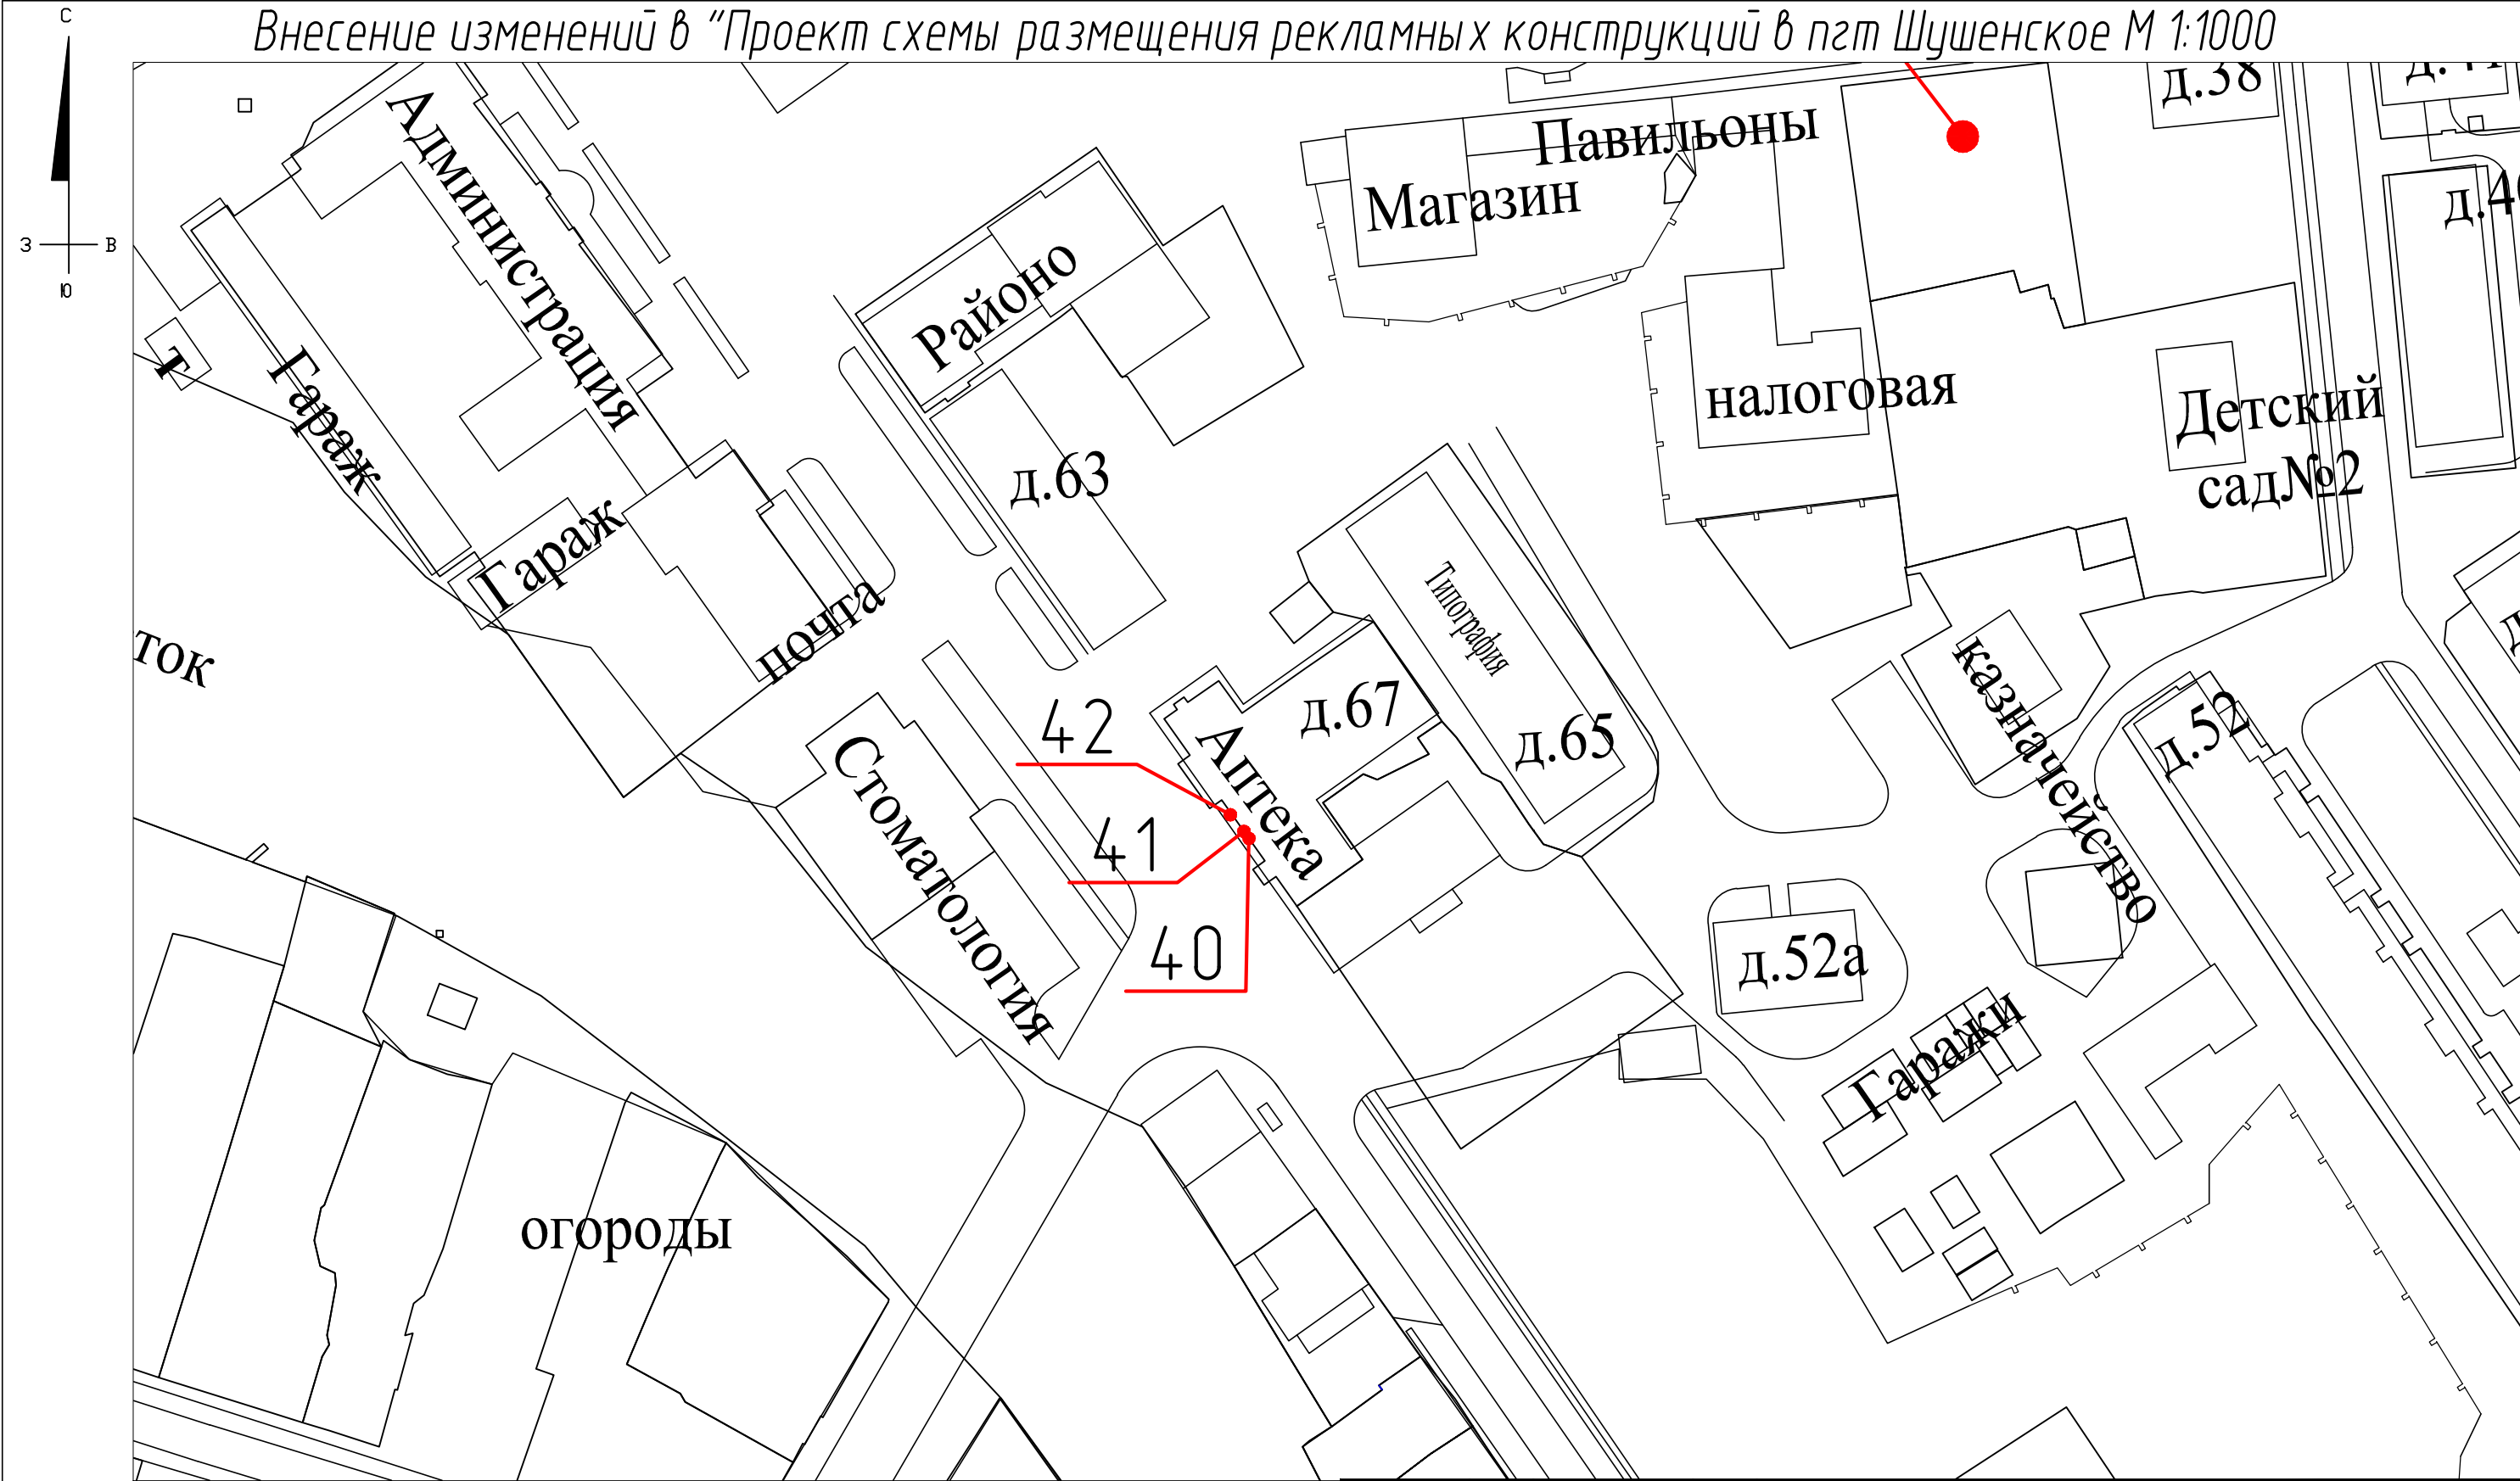 С
Внесение изменений в "Проект схемы размещения рекламных конструкций в пгт Шушенское М 1:1000
З В
Ю
Администрация
Павильоны
д.38
Магазин
Районо
Гараж
налоговая
Детский
сад№2
д.63
Гараж
почта
Типография
ток
казначейство
42
д.67
д.65
д.52
Аптека
Стоматология
41
40
д.52а
Гаражи
огороды